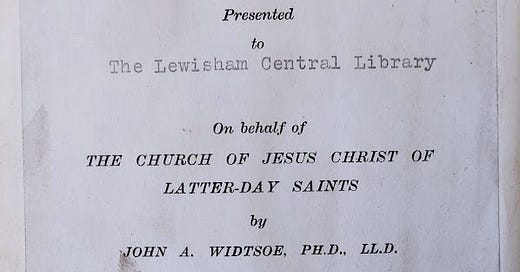 Presented
to
The Lewisham Central Library
On behalf of
THE CHURCH OF JESUS CHRIST OF
LATTER-DAY SAINTS
by
JOHN A. WIDTSOE, PH.D., LL.D.